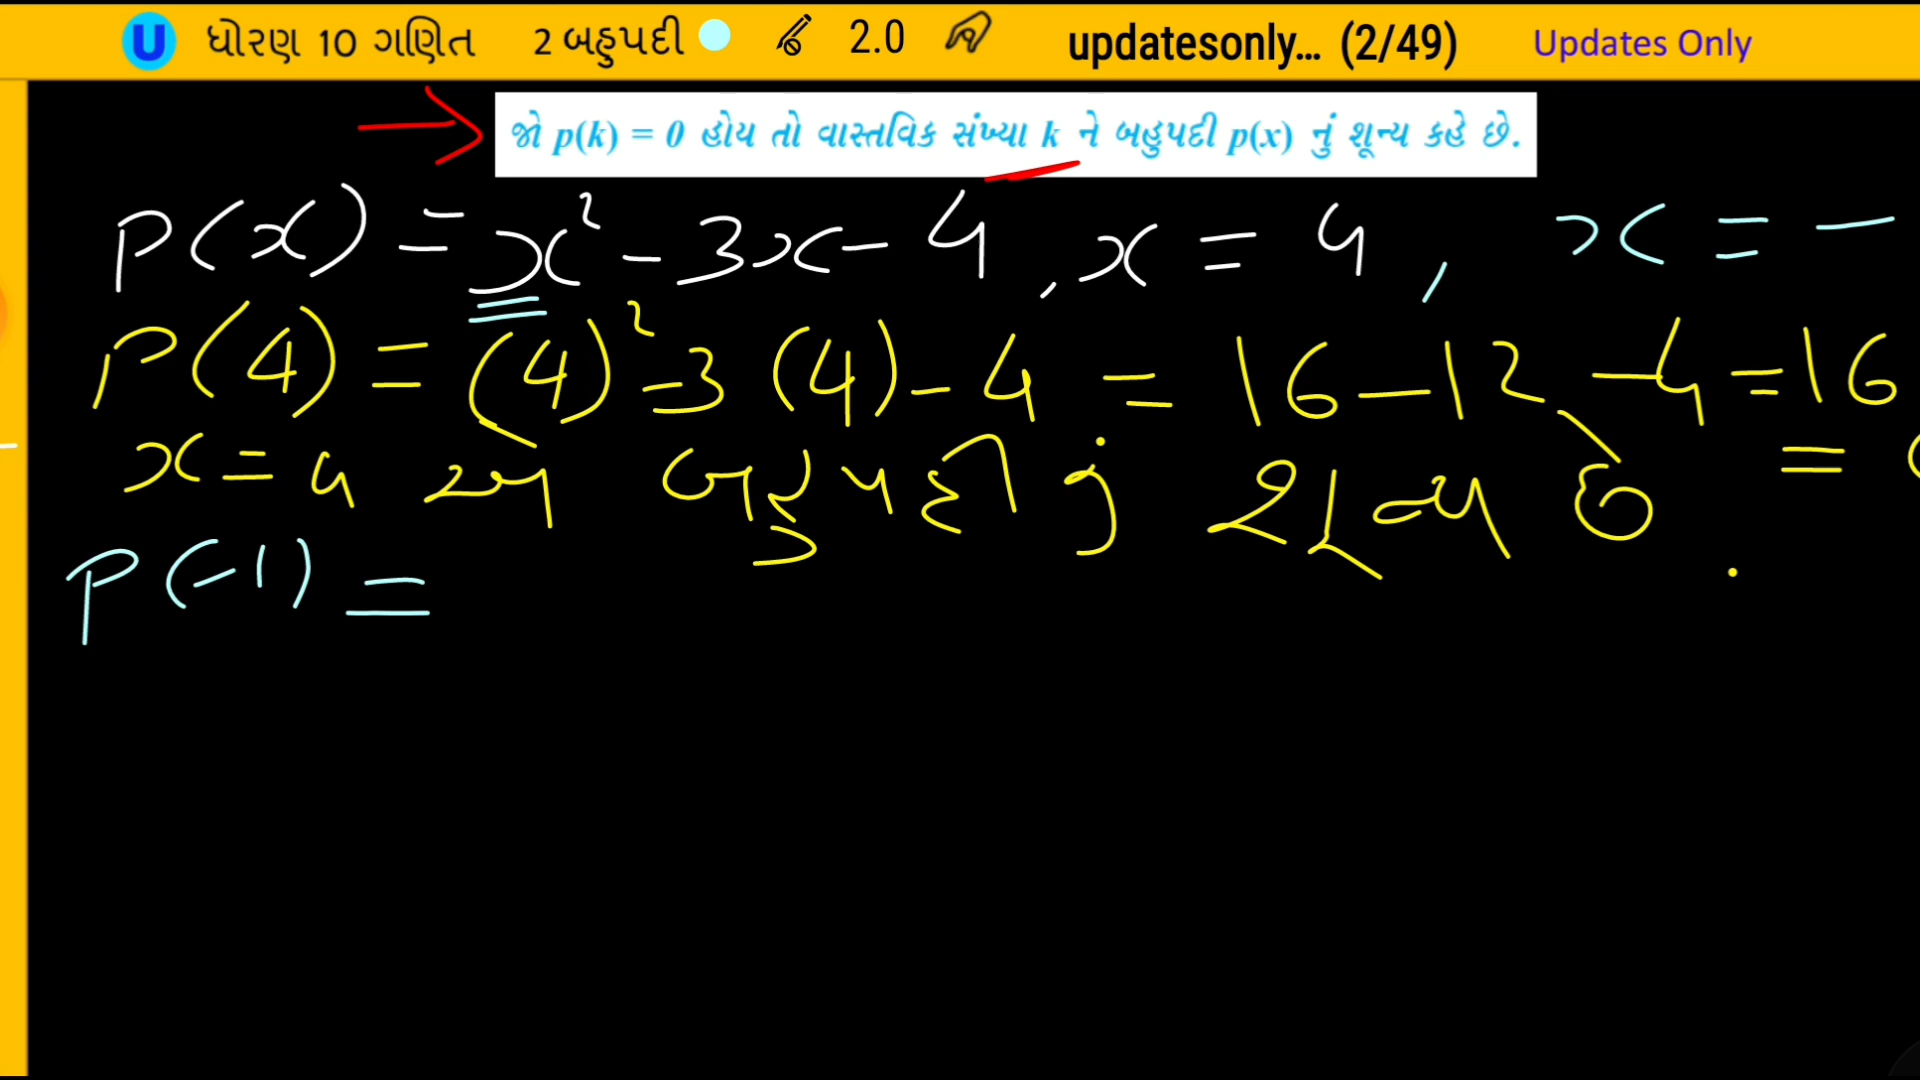 U ધોરણ 10 ગણિત 2 બહુપદી 2.0 updatesonly... (2/49) Updates Only
જો p(k) = 0 હોય તો વાસ્તવિક સંખ્યા k ને બહુપદી p(x) નું શૂન્ય કહે છે.
P(x) = x² - 3x - 4 , x = 4 , x = -
P(4) = (4)² - 3 (4) - 4 = 16 - 12 - 4 = 16
x = 4 એ બહુપદીનું શૂન્ય છે . =
P(-1) =